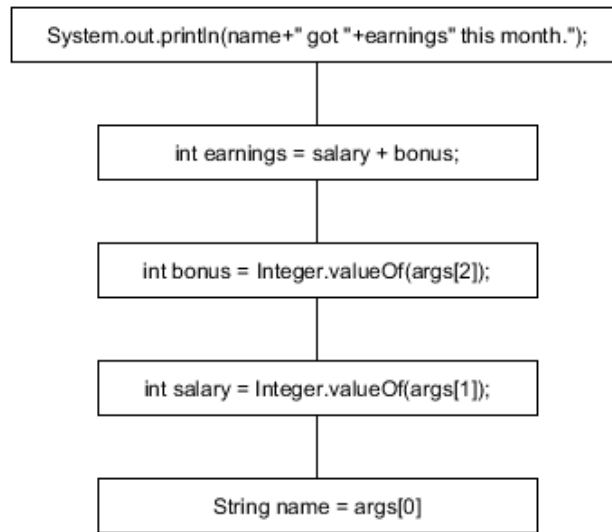 System.out.println(name+" got "+earnings" this month.");
int earnings = salary + bonus;
int bonus = Integer.valueOf(args[2]);
int salary = Integer.valueOf(args[1]);
String name = args[0]